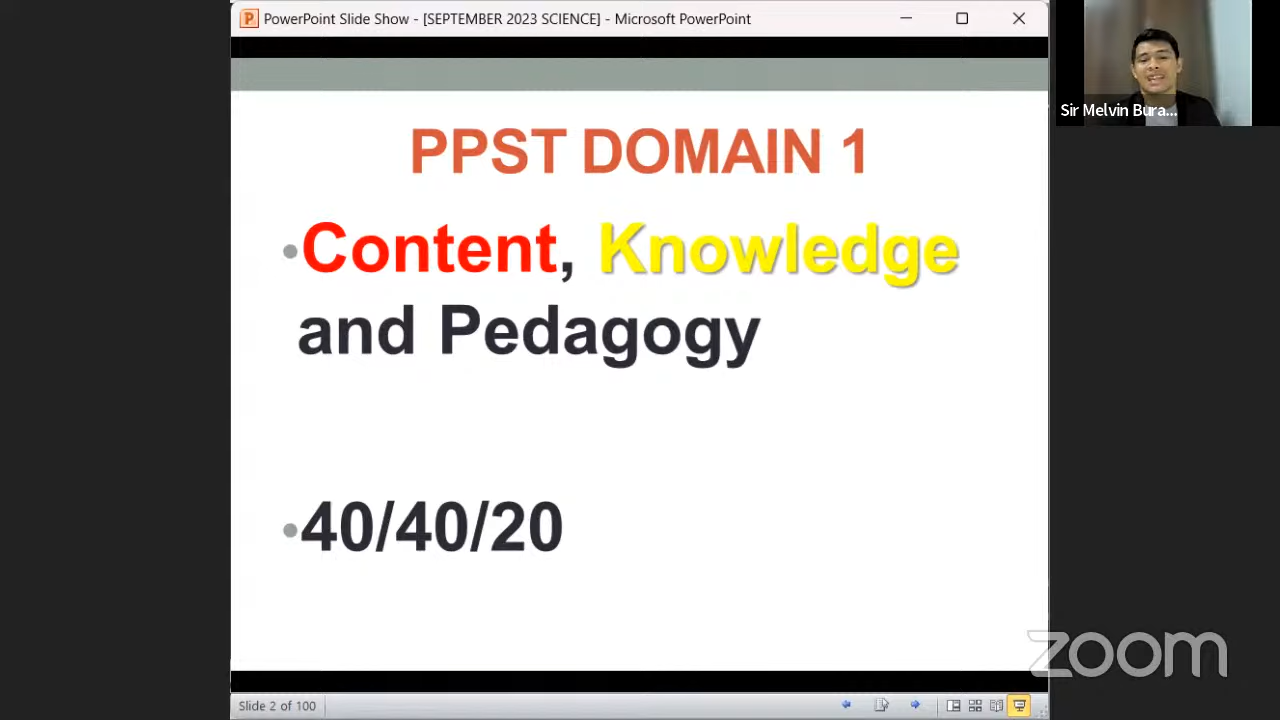 PowerPoint Slide Show - [SEPTEMBER 2023 SCIENCE] - Microsoft PowerPoint
Sir Melvin Bura...
PPST DOMAIN 1
•Content, Knowledge
and Pedagogy
•40/40/20
zoom
Slide 2 of 100